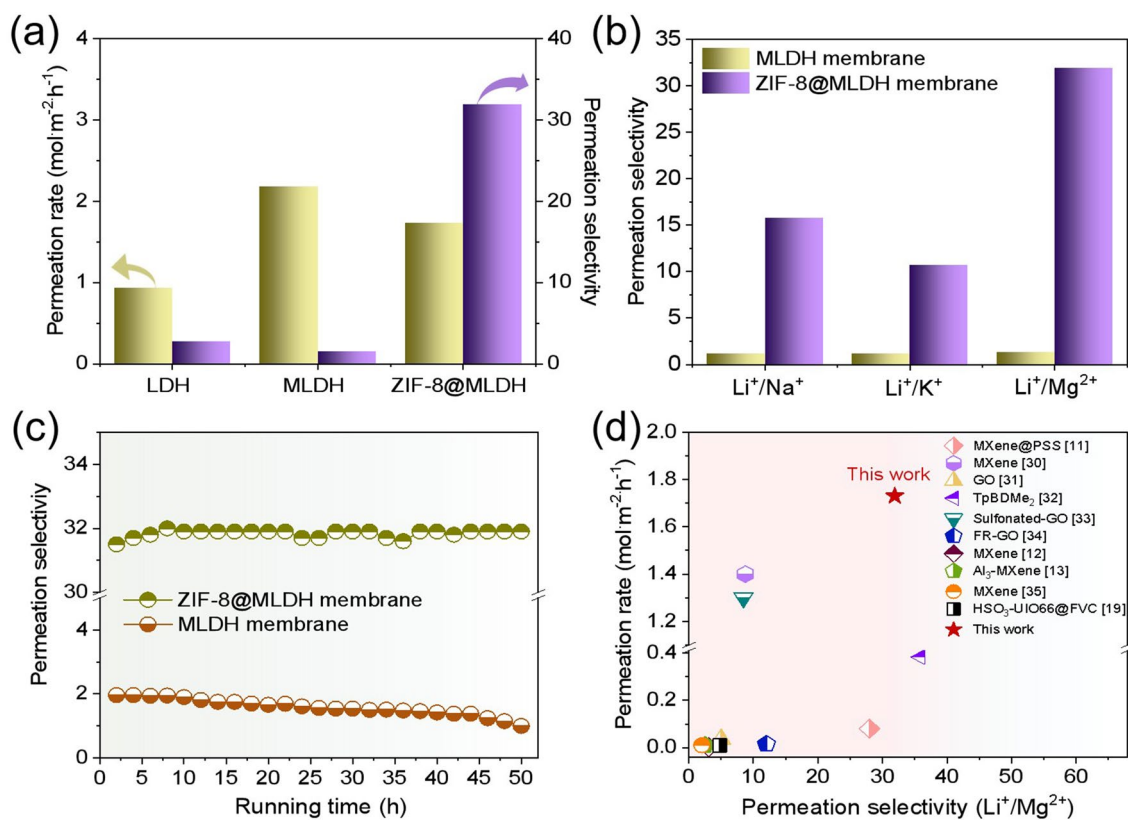 (a)
Permeation rate (mol·m⁻²h⁻¹)
4
3
2
1
0
40
30
20
10
0
Permeation selectivity
LDH
MLDH
ZIF-8@MLDH
(b)
Permeation selectivity
35
30
25
20
15
10
5
0
MLDH membrane
ZIF-8@MLDH membrane
Li⁺/Na⁺
Li⁺/K⁺
Li⁺/Mg²⁺
(c)
Permeation selectiviy
34
32
30
2
0
ZIF-8@MLDH membrane
MLDH membrane
0 5 10 15 20 25 30 35 40 45 50
Running time (h)
(d)
Permeation rate (mol·m⁻²h⁻¹)
2.0
1.8
1.6
1.4
1.2
0.4
0.2
0.0
This work
MXene@PSS [11]
MXene [30]
GO [31]
TpBDMe₂ [32]
Sulfonated-GO [33]
FR-GO [34]
MXene [12]
Al₃-MXene [13]
MXene [35]
HSO₃-UIO66@FVC [19]
This work
0 10 20 30 40 50 60
Permeation selectivity (Li⁺/Mg²⁺)